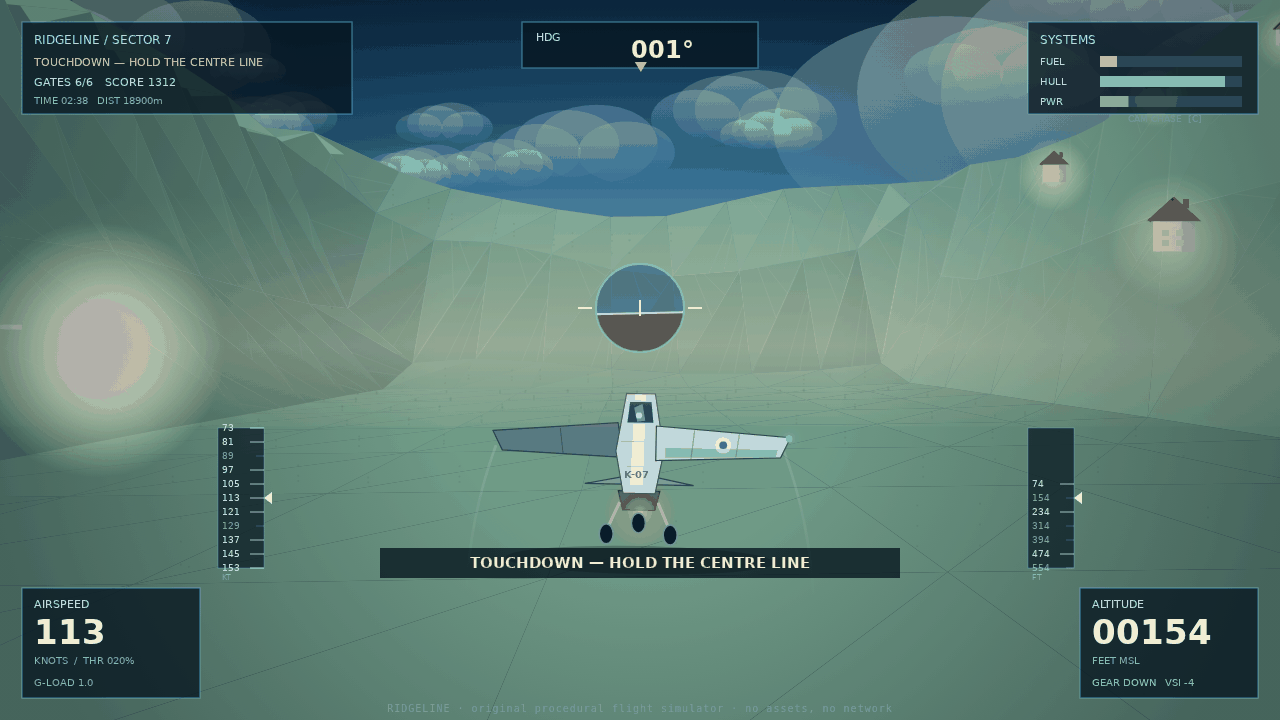 RIDGELINE / SECTOR 7
TOUCHDOWN — HOLD THE CENTRE LINE
GATES 6/6 SCORE 1312
TIME 02:38 DIST 18900m
HDG
001°
SYSTEMS
FUEL
HULL
PWR
K-07
73
81
89
97
105
113
121
129
137
145
153
KT
74
154
234
314
394
474
554
FT
TOUCHDOWN — HOLD THE CENTRE LINE
AIRSPEED
113
KNOTS / THR 020%
G-LOAD 1.0
ALTITUDE
00154
FEET MSL
GEAR DOWN VSI -4
RIDGELINE · original procedural flight simulator · no assets, no network